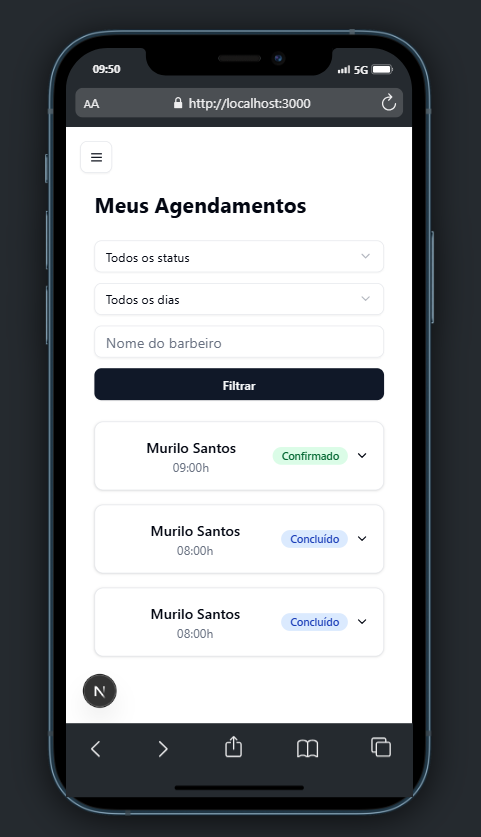 09:50
5G
AA
http://localhost:3000
Meus Agendamentos
Todos os status
Todos os dias
Nome do barbeiro
Filtrar
Murilo Santos
09:00h
Confirmado
Murilo Santos
08:00h
Concluído
Murilo Santos
08:00h
Concluído
N